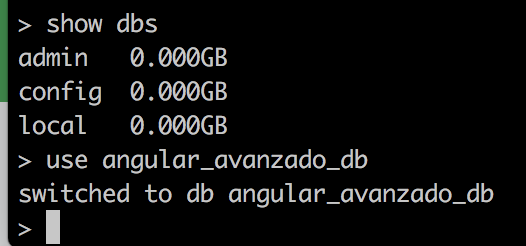 > show dbs
admin   0.000GB
config  0.000GB
local   0.000GB
> use angular_avanzado_db
switched to db angular_avanzado_db
>